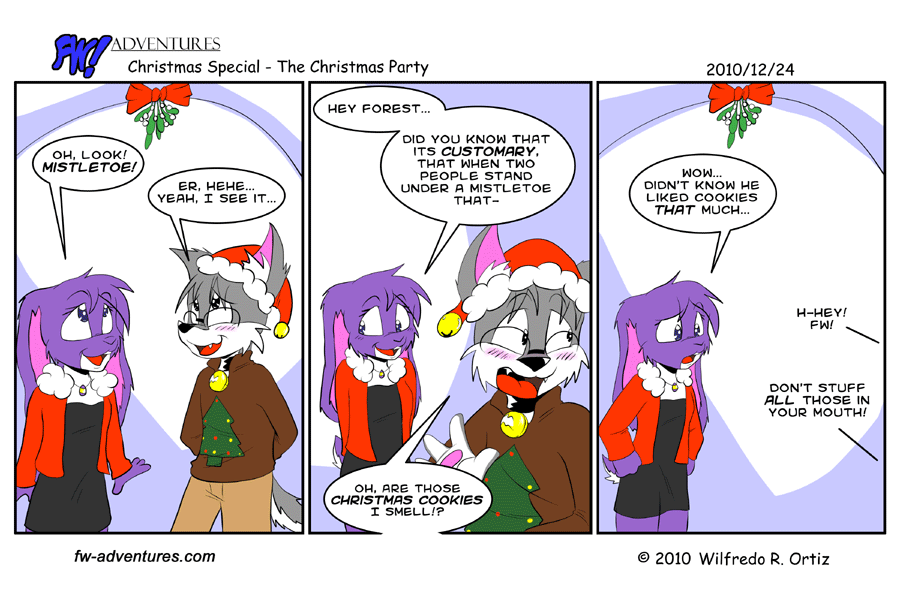 FW! ADVENTURES
Christmas Special - The Christmas Party
2010/12/24
OH, LOOK!
MISTLETOE!
ER, HEHE...
YEAH, I SEE IT...
HEY FOREST...
DID YOU KNOW THAT
ITS CUSTOMARY,
THAT WHEN TWO
PEOPLE STAND
UNDER A MISTLETOE
THAT-
OH, ARE THOSE
CHRISTMAS COOKIES
I SMELL!?
WOW...
DIDN'T KNOW HE
LIKED COOKIES
THAT MUCH...
H-HEY!
FW!
DON'T STUFF
ALL THOSE IN
YOUR MOUTH!
fw-adventures.com
© 2010 Wilfredo R. Ortiz